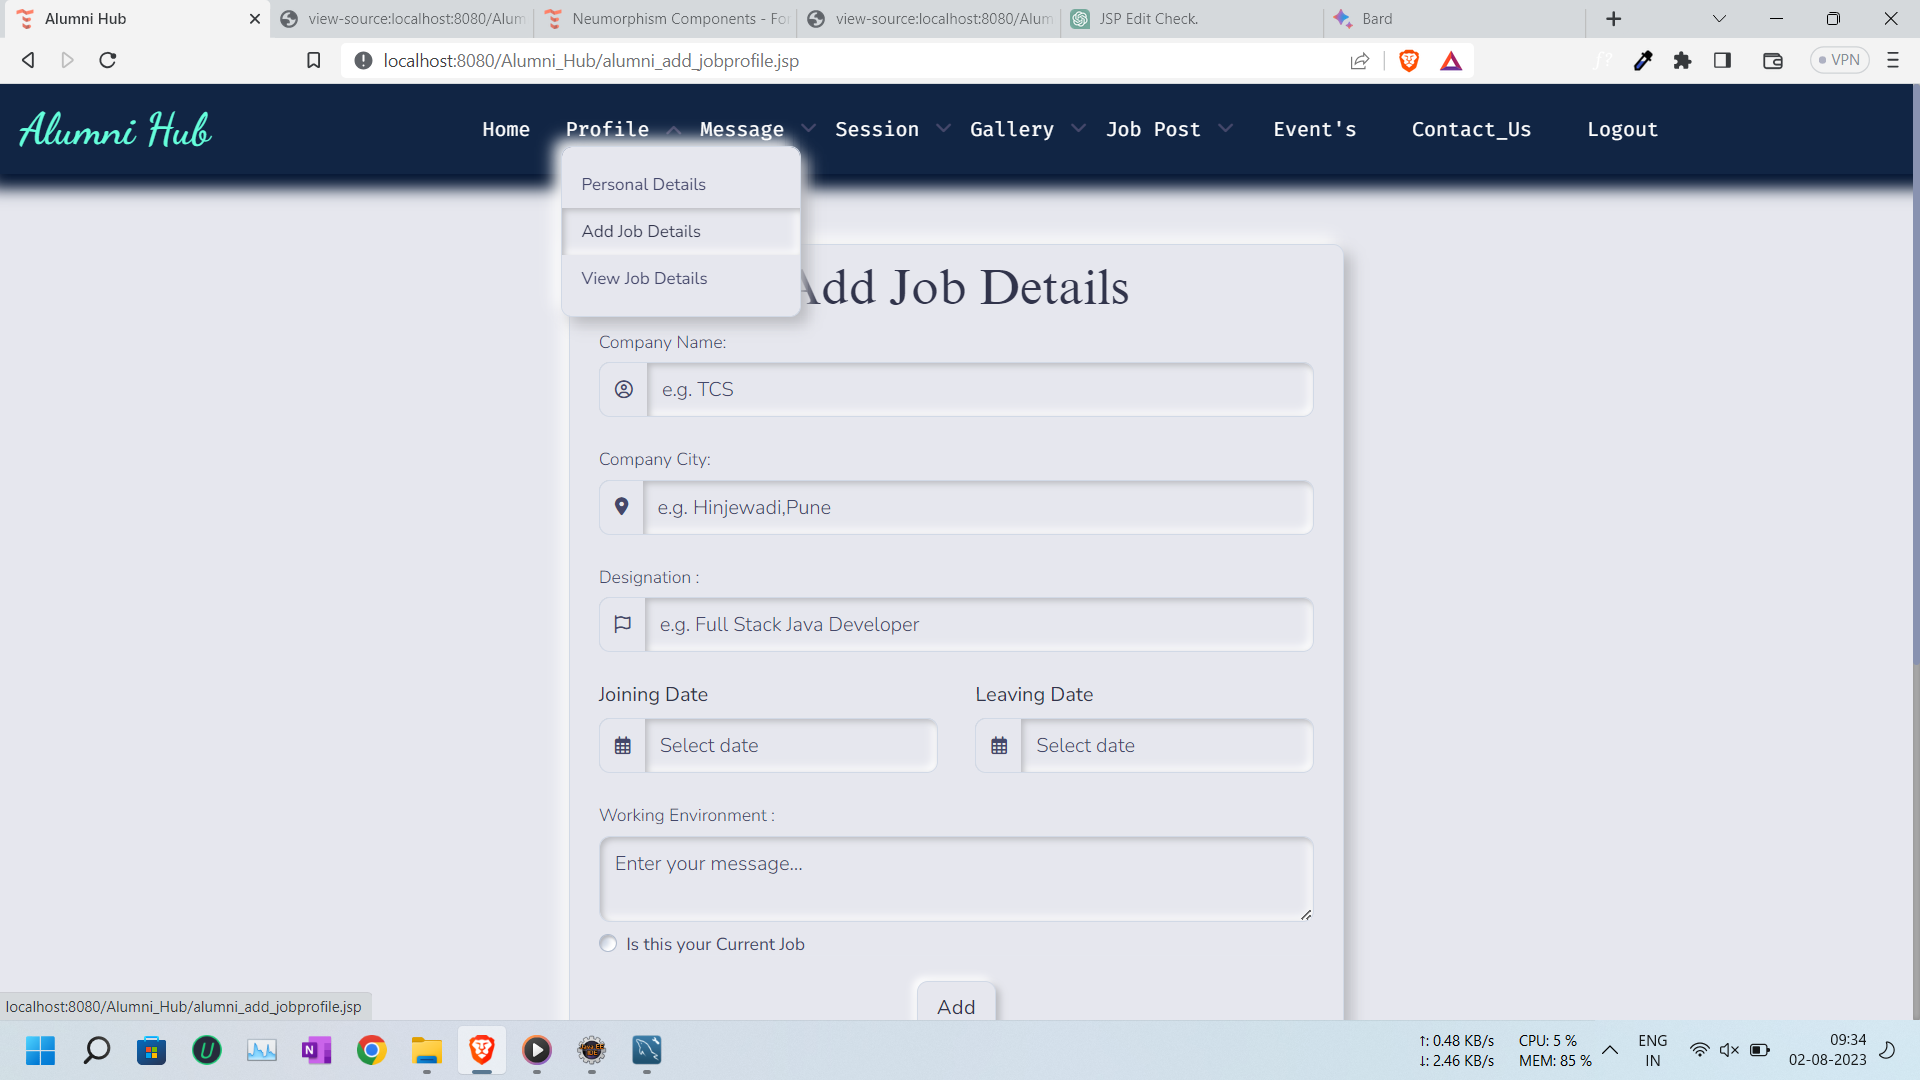 Alumni Hub
view-source:localhost:8080/Alum
Neumorphism Components - For
view-source:localhost:8080/Alum
JSP Edit Check.
Bard
localhost:8080/Alumni_Hub/alumni_add_jobprofile.jsp
VPN
Alumni Hub
Home
Profile
Message
Session
Gallery
Job Post
Event's
Contact_Us
Logout
Personal Details
Add Job Details
View Job Details
Add Job Details
Company Name:
e.g. TCS
Company City:
e.g. Hinjewadi,Pune
Designation :
e.g. Full Stack Java Developer
Joining Date
Leaving Date
Select date
Select date
Working Environment :
Enter your message...
Is this your Current Job
Add
localhost:8080/Alumni_Hub/alumni_add_jobprofile.jsp
↑: 0.48 KB/s
↓: 2.46 KB/s
CPU: 5 %
MEM: 85 %
ENG
IN
09:34
02-08-2023